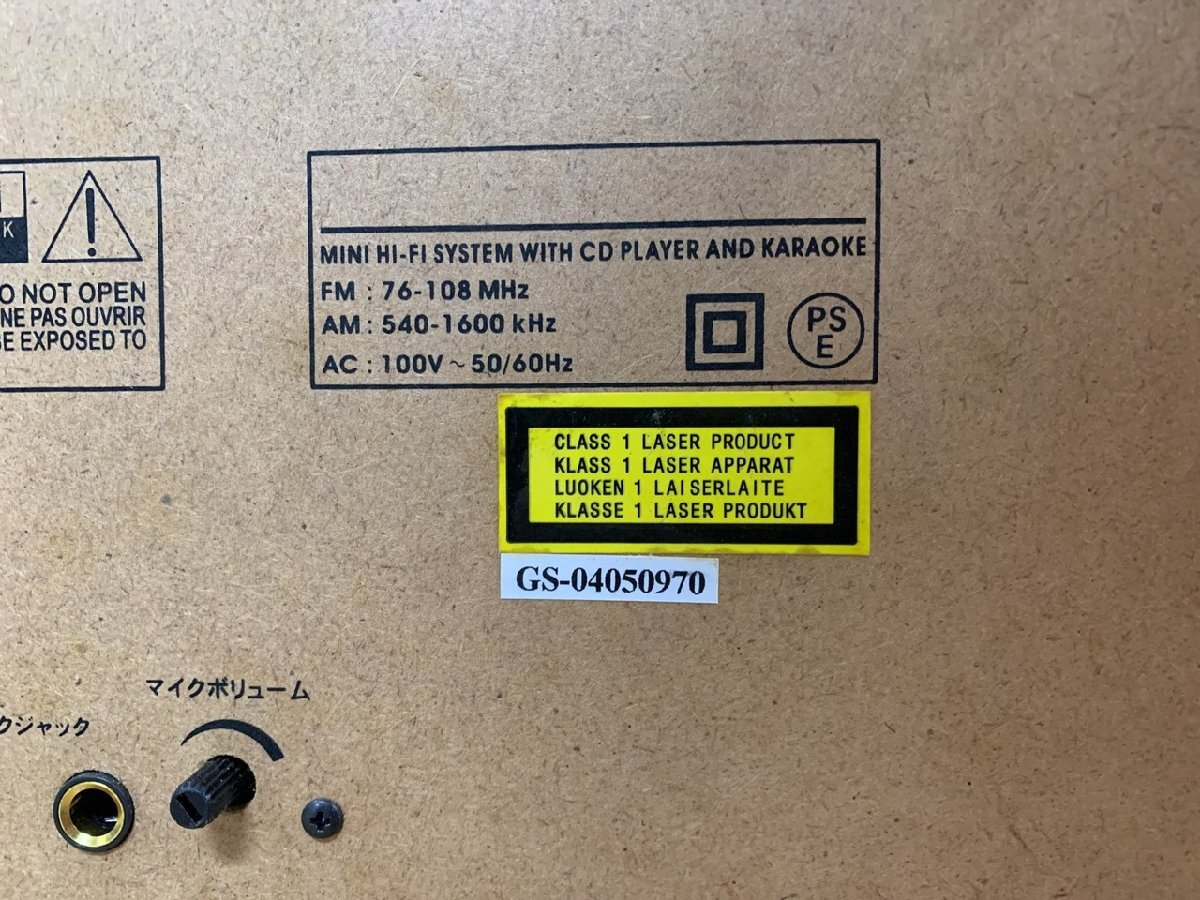 K
DO NOT OPEN
NE PAS OUVRIR
BE EXPOSED TO
MINI HI-FI SYSTEM WITH CD PLAYER AND KARAOKE
FM : 76-108 MHz
AM : 540-1600 kHz
AC : 100V ~ 50/60Hz
PS
E
CLASS 1 LASER PRODUCT
KLASS 1 LASER APPARAT
LUOKEN 1 LAISERLAITE
KLASSE 1 LASER PRODUKT
GS-04050970
マイクボリューム
クジャック